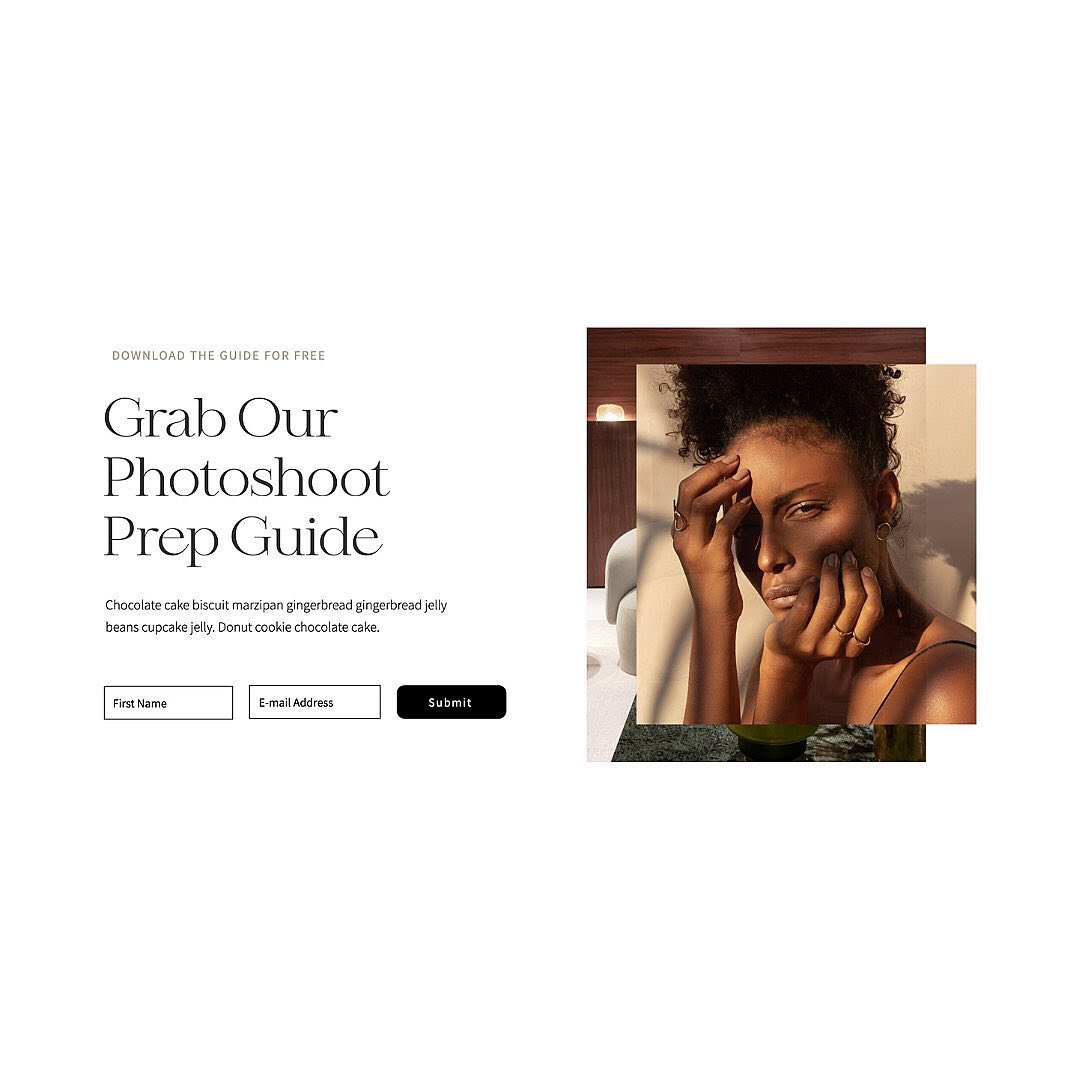 DOWNLOAD THE GUIDE FOR FREE
Grab Our
Photoshoot
Prep Guide
Chocolate cake biscuit marzipan gingerbread gingerbread jelly
beans cupcake jelly. Donut cookie chocolate cake.
First Name
E-mail Address
Submit